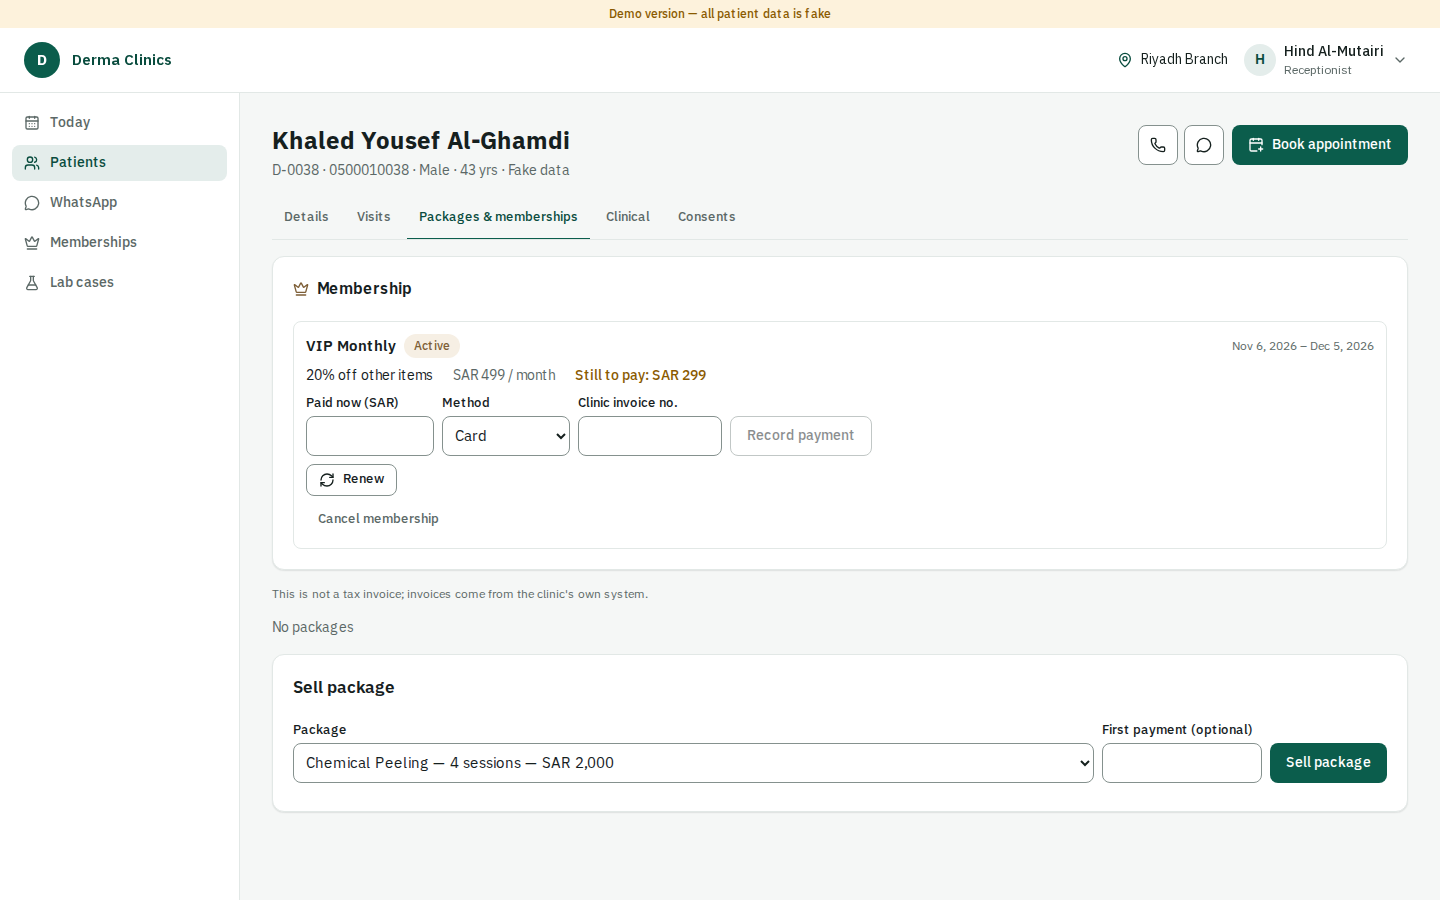 Demo version — all patient data is fake
D
Derma Clinics
Riyadh Branch
H
Hind Al-Mutairi
Receptionist
Today
Patients
WhatsApp
Memberships
Lab cases
Khaled Yousef Al-Ghamdi
D-0038 · 0500010038 · Male · 43 yrs · Fake data
Book appointment
Details
Visits
Packages & memberships
Clinical
Consents
Membership
VIP Monthly
Active
Nov 6, 2026 – Dec 5, 2026
20% off other items
SAR 499 / month
Still to pay: SAR 299
Paid now (SAR)
Method
Clinic invoice no.
Card
Record payment
Renew
Cancel membership
This is not a tax invoice; invoices come from the clinic's own system.
No packages
Sell package
Package
First payment (optional)
Chemical Peeling — 4 sessions — SAR 2,000
Sell package